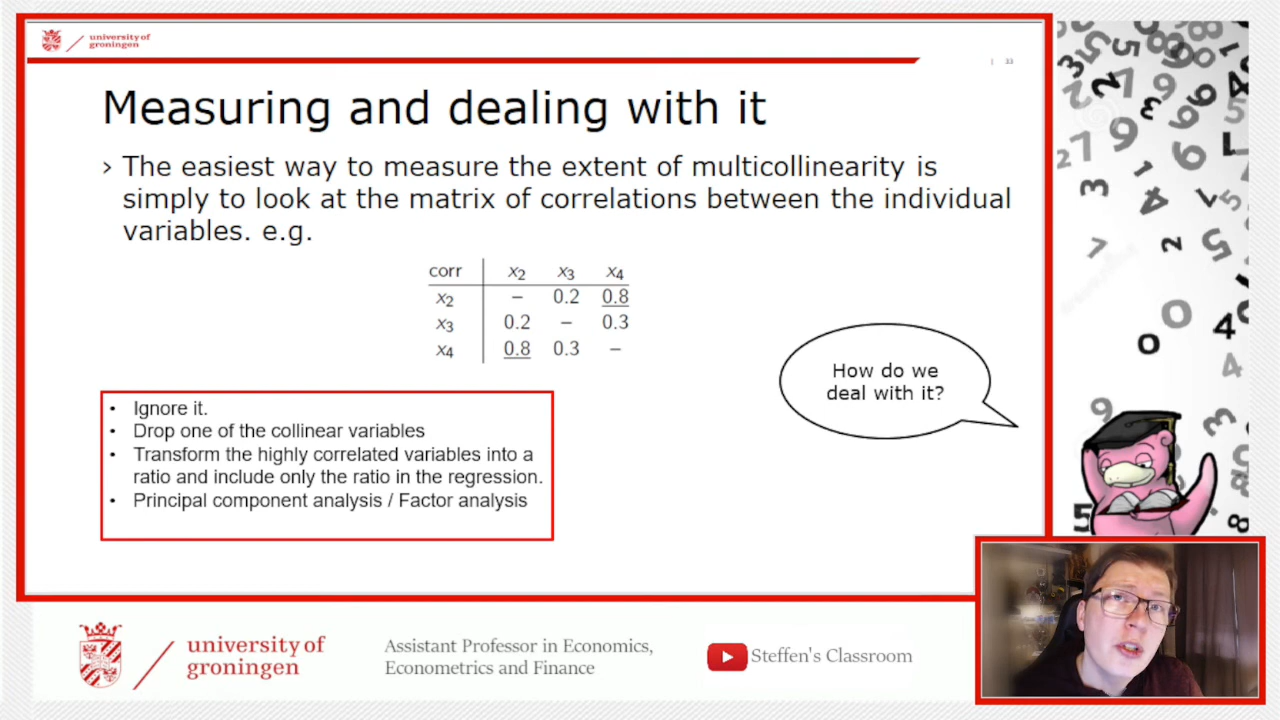 university of
groningen
| 33
Measuring and dealing with it
› The easiest way to measure the extent of multicollinearity is
simply to look at the matrix of correlations between the individual
variables. e.g.
corr x2 x3 x4
x2 – 0.2 0.8
x3 0.2 – 0.3
x4 0.8 0.3 –
How do we
deal with it?
• Ignore it.
• Drop one of the collinear variables
• Transform the highly correlated variables into a
ratio and include only the ratio in the regression.
• Principal component analysis / Factor analysis
university of
groningen
Assistant Professor in Economics,
Econometrics and Finance
Steffen's Classroom